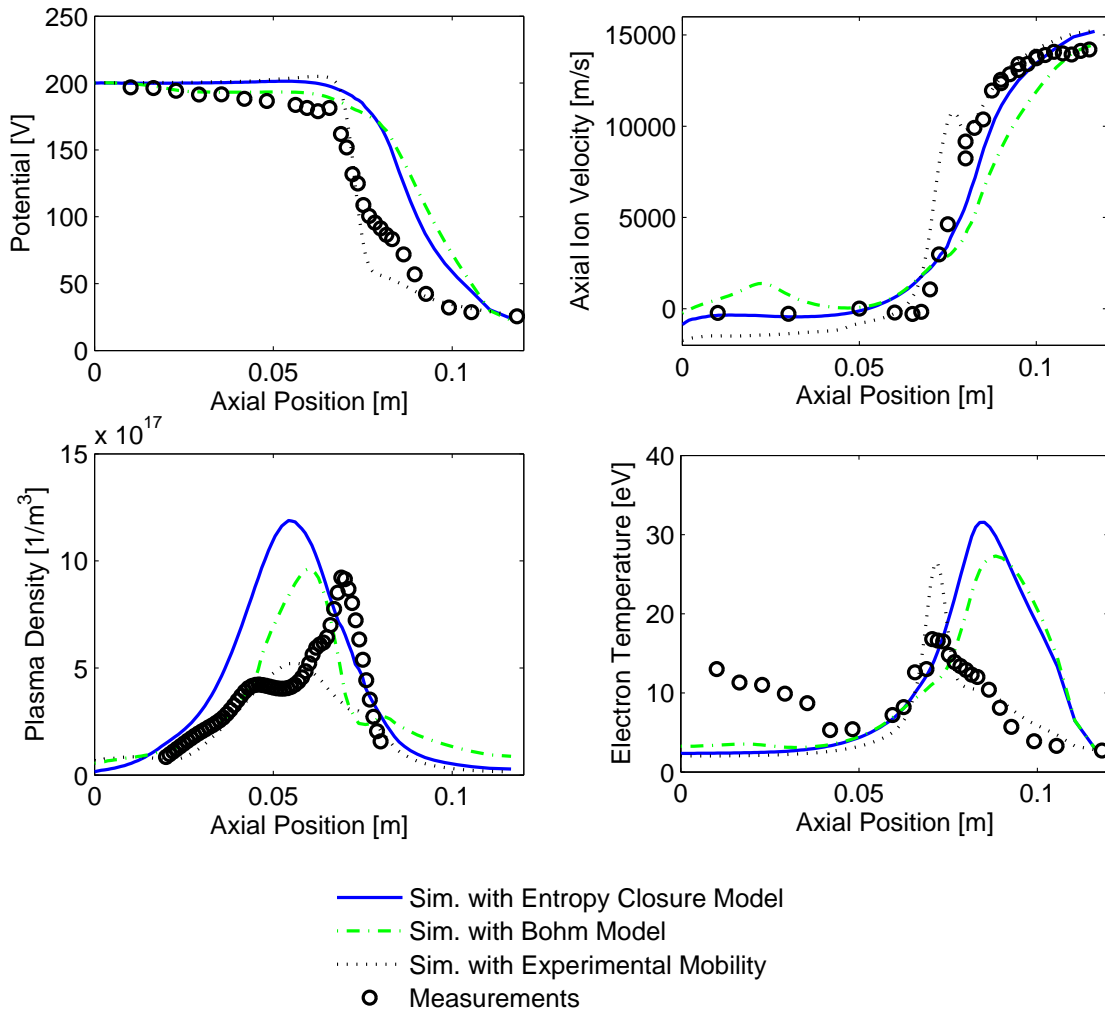 250
200
150
100
50
0
Potential [V]
0
0.05
0.1
Axial Position [m]
15000
10000
5000
0
Axial Ion Velocity [m/s]
0
0.05
0.1
Axial Position [m]
x 10^17
15
10
5
0
Plasma Density [1/m^3]
0
0.05
0.1
Axial Position [m]
40
30
20
10
0
Electron Temperature [eV]
0
0.05
0.1
Axial Position [m]
Sim. with Entropy Closure Model
Sim. with Bohm Model
Sim. with Experimental Mobility
Measurements